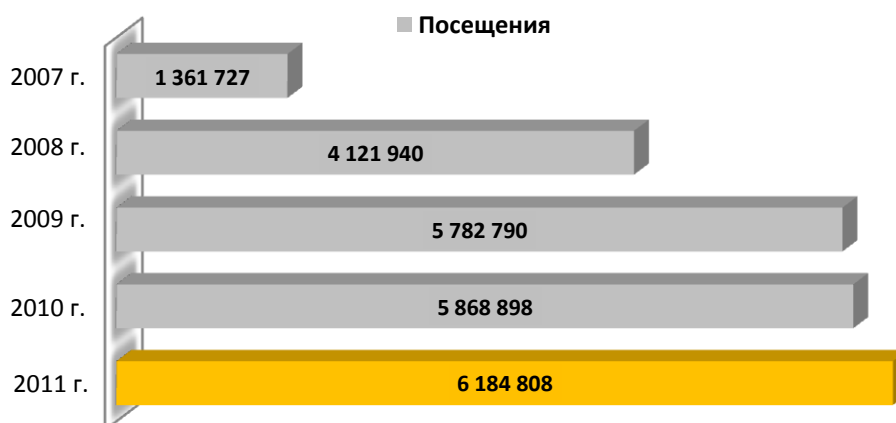 Посещения
2007 г.
1 361 727
2008 г.
4 121 940
2009 г.
5 782 790
2010 г.
5 868 898
2011 г.
6 184 808